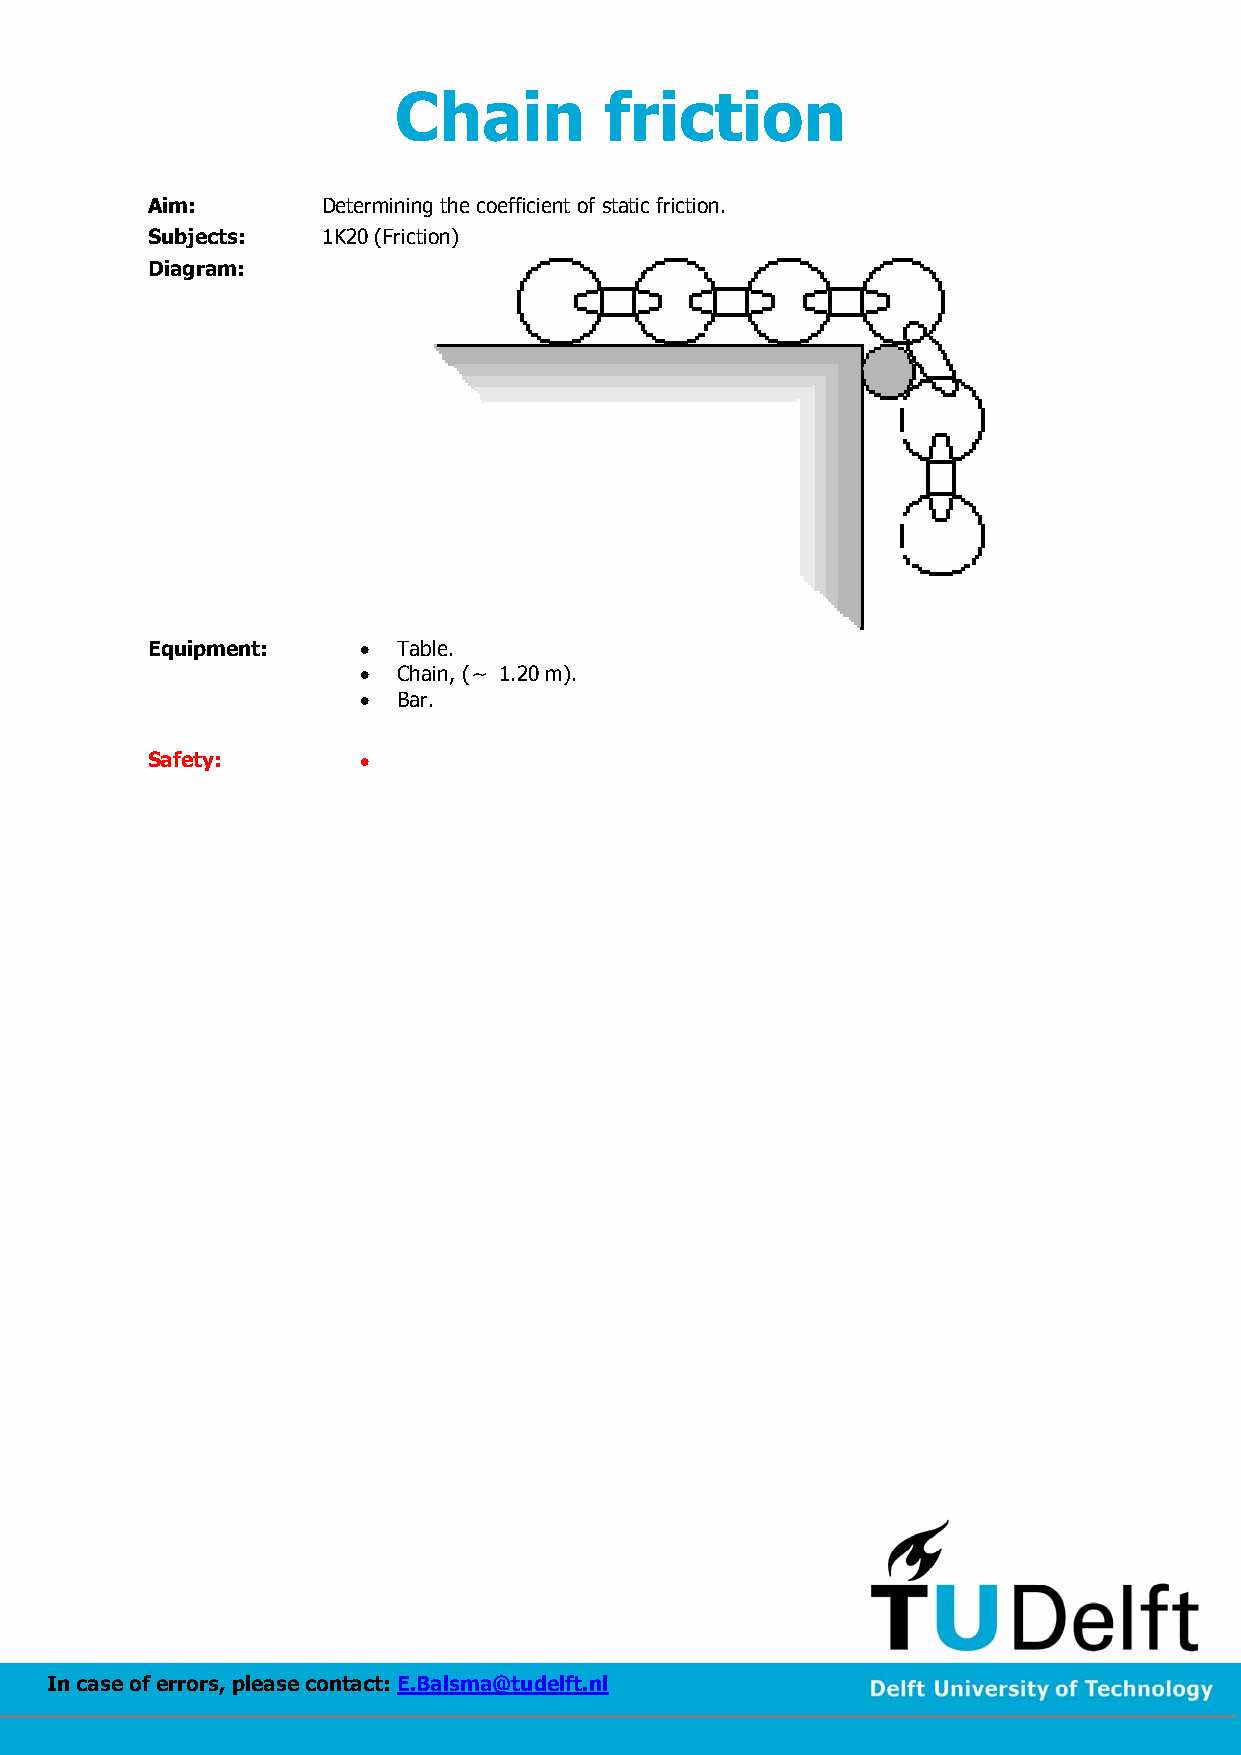 Chain friction
Aim: Determining the coefficient of static friction.
Subjects: 1K20 (Friction)
Diagram:
Equipment: • Table.
• Chain, (~ 1.20 m).
• Bar.
Safety: •
TUDelft
In case of errors, please contact: E.Balsma@tudelft.nl
Delft University of Technology